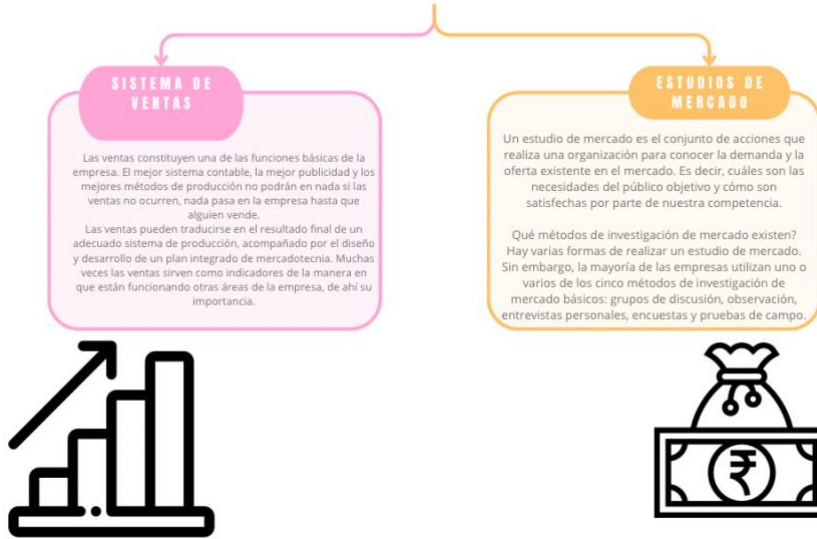 SISTEMA DE
VENTAS
Las ventas constituyen una de las funciones básicas de la
empresa. El mejor sistema contable, la mejor publicidad y los
mejores métodos de producción no podrán en nada si las
ventas no ocurren, nada pasa en la empresa hasta que
alguien vende.
Las ventas pueden traducirse en el resultado final de un
adecuado sistema de producción, acompañado por el diseño
y desarrollo de un plan integrado de mercadotecnia. Muchas
veces las ventas sirven como indicadores de la manera en
que están funcionando otras áreas de la empresa, de ahí su
importancia.
ESTUDIOS DE
MERCADO
Un estudio de mercado es el conjunto de acciones que
realiza una organización para conocer la demanda y la
oferta existente en el mercado. Es decir, cuáles son las
necesidades del público objetivo y cómo son
satisfechas por parte de nuestra competencia.
Qué métodos de investigación de mercado existen?
Hay varias formas de realizar un estudio de mercado.
Sin embargo, la mayoría de las empresas utilizan uno o
varios de los cinco métodos de investigación de
mercado básicos: grupos de discusión, observación,
entrevistas personales, encuestas y pruebas de campo.
₹